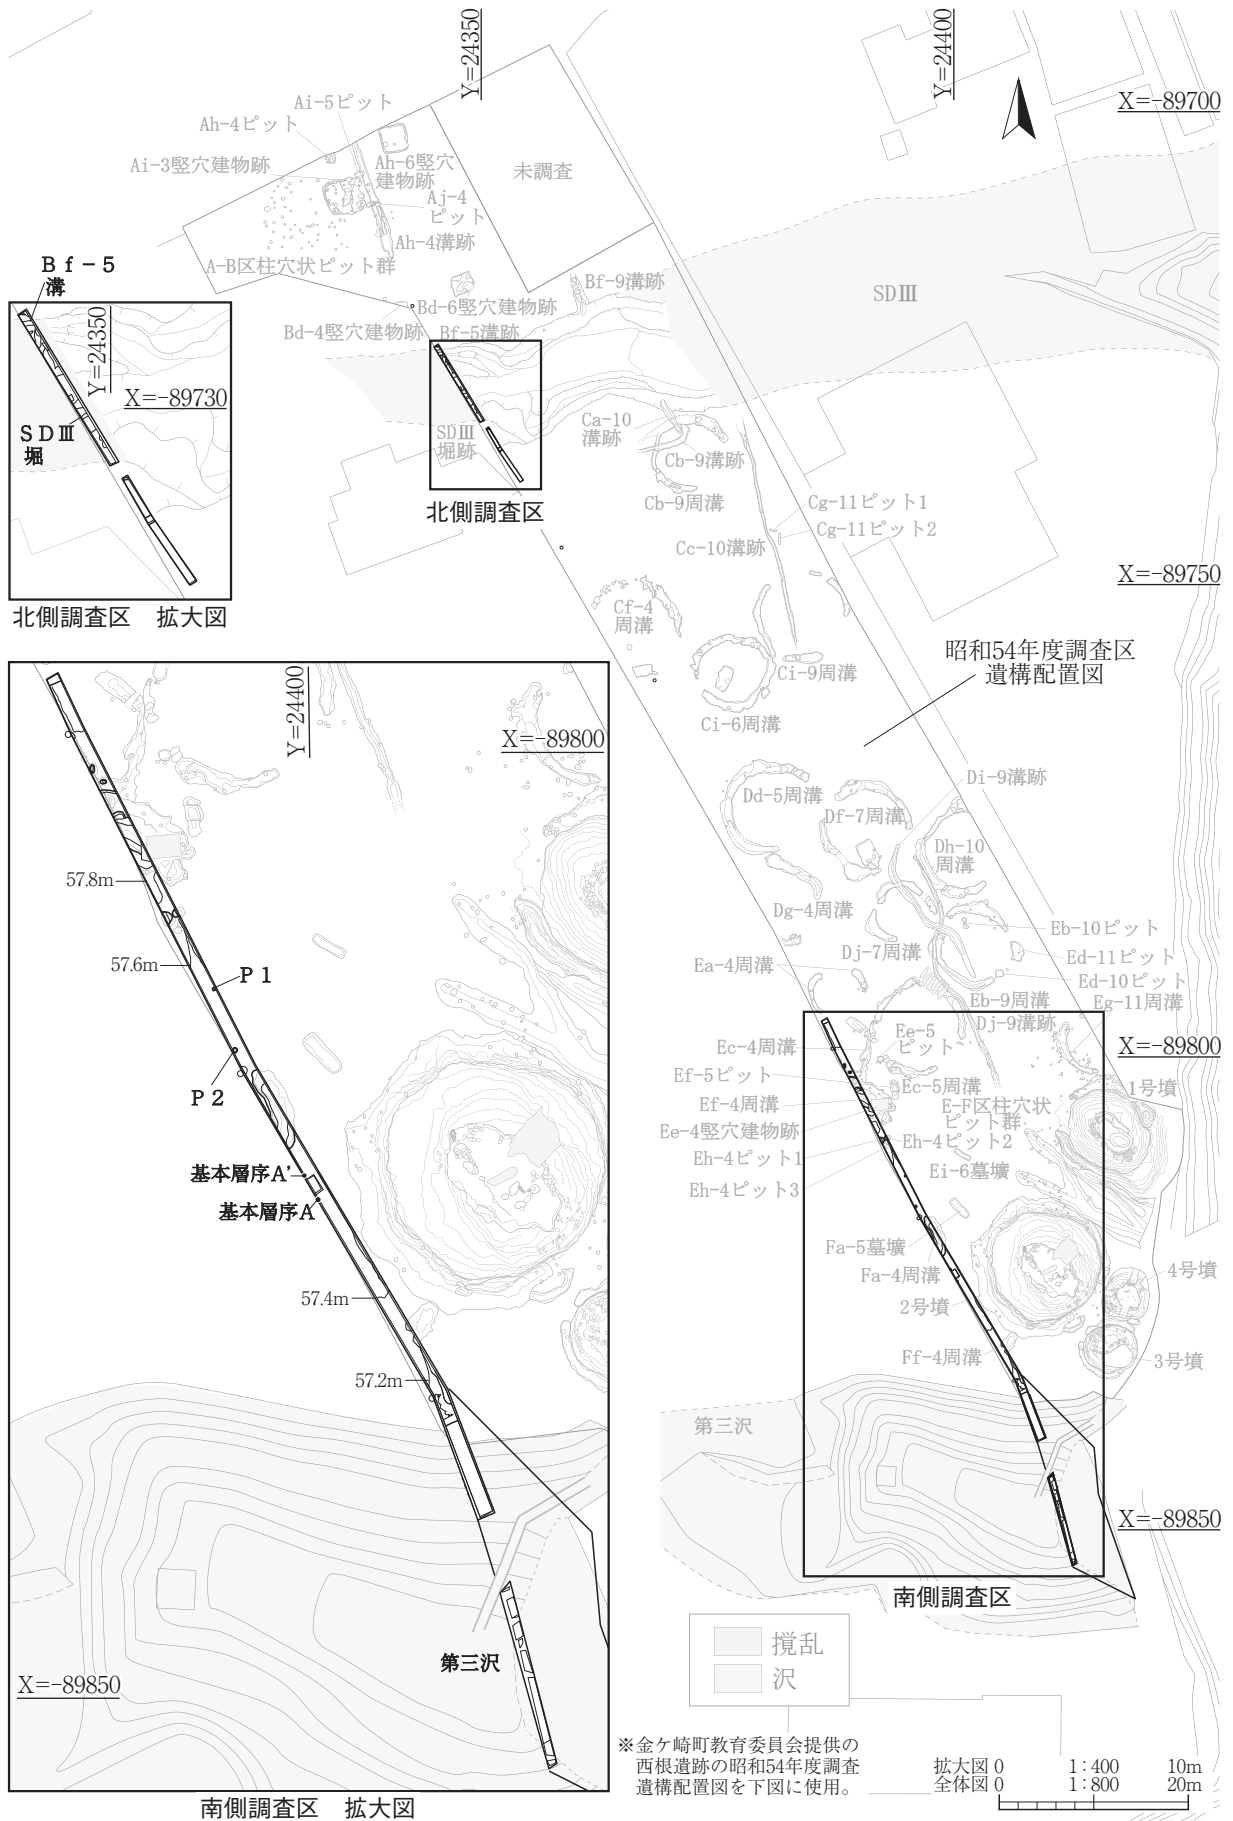 Y=24350
Y=24400
X=-89700
Ai-5ピット
Ah-4ピット
Ai-3竪穴建物跡
Ah-6竪穴
建物跡
未調査
Aj-4
ピット
Ah-4溝跡
A-B区柱穴状ピット群
Bf-9溝跡
SDⅢ
Bd-6竪穴建物跡
Bd-4竪穴建物跡
Bf-5溝跡
Bf-5
溝
Y=24350
X=-89730
SDⅢ
堀
北側調査区 拡大図
SDⅢ
堀跡
北側調査区
Ca-10
溝跡
Cb-9溝跡
Cb-9周溝
Cg-11ピット1
Cg-11ピット2
Cc-10溝跡
X=-89750
Cf-4
周溝
昭和54年度調査区
遺構配置図
Ci-9周溝
Ci-6周溝
Di-9溝跡
Dd-5周溝
Df-7周溝
Dh-10
周溝
Dg-4周溝
Eb-10ピット
Dj-7周溝
Ed-11ピット
Ea-4周溝
Ed-10ピット
Eb-9周溝
Eg-11周溝
Dj-9溝跡
Ee-5
ピット
Ec-4周溝
X=-89800
Ef-5ピット
Ec-5周溝
1号墳
Ef-4周溝
E-F区柱穴状
ピット群
Ee-4竪穴建物跡
Eh-4ピット2
Eh-4ピット1
Ei-6墓壙
Eh-4ピット3
Fa-5墓壙
Fa-4周溝
4号墳
2号墳
Ff-4周溝
3号墳
第三沢
X=-89850
南側調査区
Y=24400
X=-89800
57.8m
57.6m
P1
P2
基本層序A'
基本層序A
57.4m
57.2m
第三沢
X=-89850
南側調査区 拡大図
撹乱
沢
※金ケ崎町教育委員会提供の
西根遺跡の昭和54年度調査
遺構配置図を下図に使用。
拡大図 0 1:400 10m
全体図 0 1:800 20m